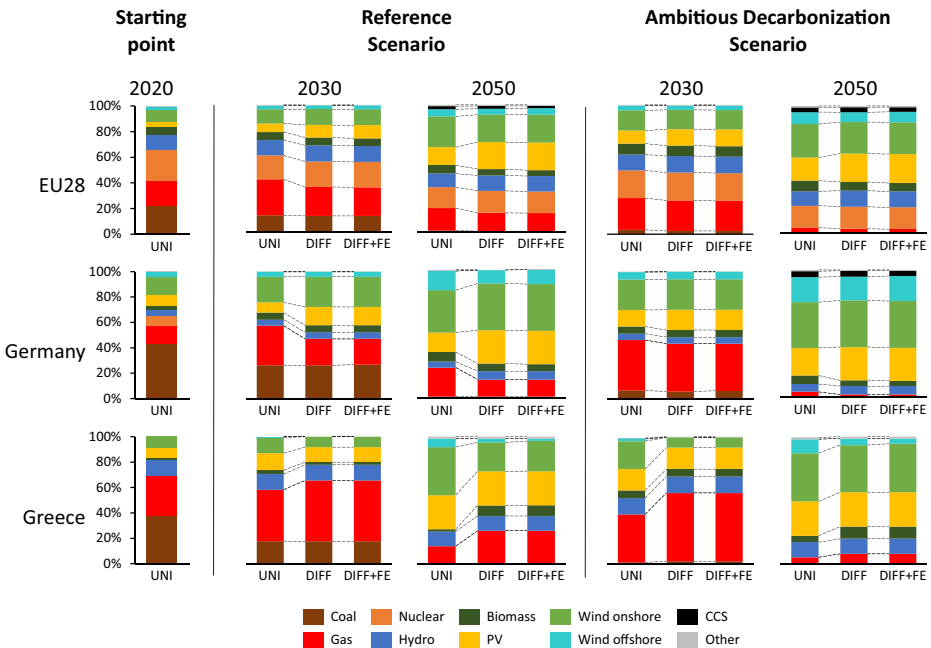 Starting point
Reference Scenario
Ambitious Decarbonization Scenario
2020 2030 2050 2030 2050
100%
80%
60%
40%
20%
0%
EU28
UNI UNI DIFF DIFF+FE UNI DIFF DIFF+FE UNI DIFF DIFF+FE UNI DIFF DIFF+FE
100%
80%
60%
40%
20%
0%
Germany
UNI UNI DIFF DIFF+FE UNI DIFF DIFF+FE UNI DIFF DIFF+FE UNI DIFF DIFF+FE
100%
80%
60%
40%
20%
0%
Greece
UNI UNI DIFF DIFF+FE UNI DIFF DIFF+FE UNI DIFF DIFF+FE UNI DIFF DIFF+FE
Coal Nuclear Biomass Wind onshore CCS
Gas Hydro PV Wind offshore Other